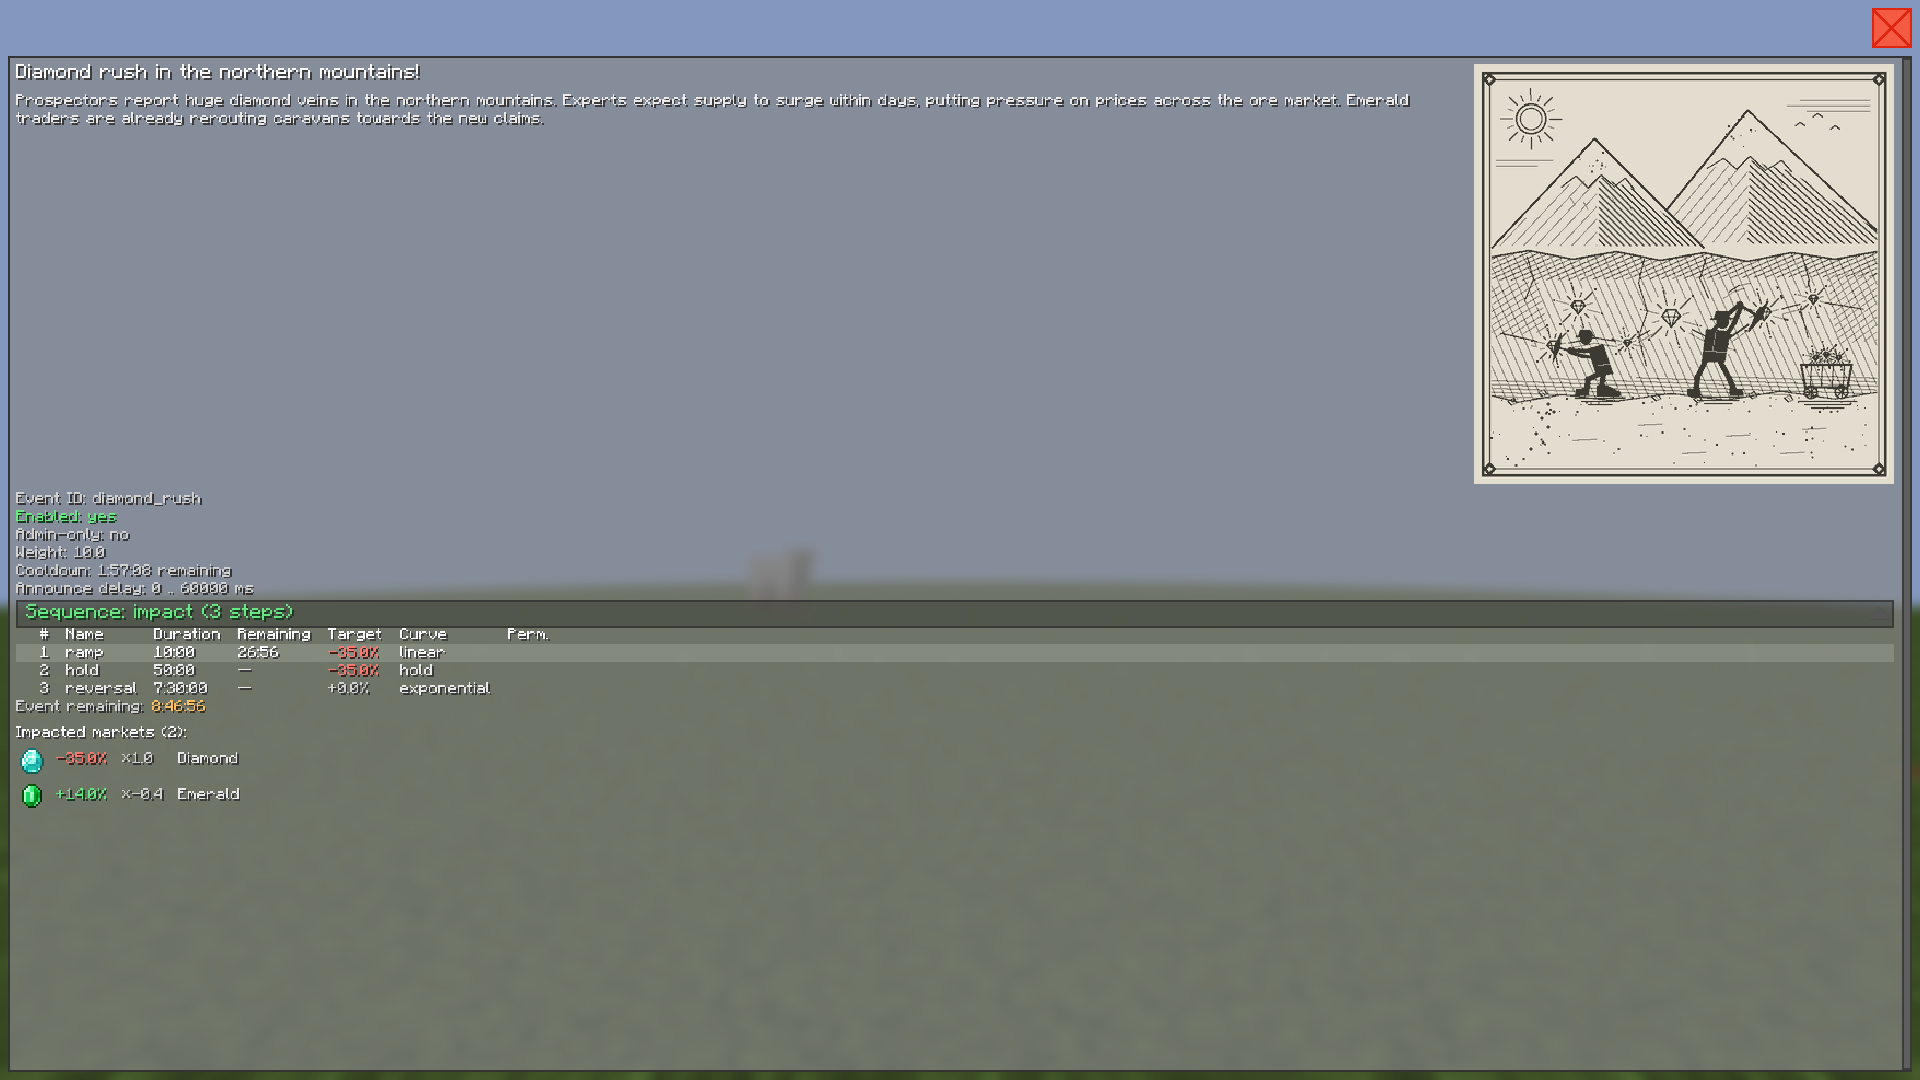 Diamond rush in the northern mountains!
Prospectors report huge diamond veins in the northern mountains. Experts expect supply to surge within days, putting pressure on prices across the ore market. Emerald
traders are already rerouting caravans towards the new claims.
Event ID: diamond_rush
Enabled: yes
Admin-only: no
Weight: 10.0
Cooldown: 1:57:08 remaining
Announce delay: 0 .. 60000 ms
Sequence: impact (3 steps)
# Name Duration Remaining Target Curve Perm.
1 ramp 10:00 26:56 -35.0% linear
2 hold 50:00 — -35.0% hold
3 reversal 7:30:00 — +0.0% exponential
Event remaining: 8:46:56
Impacted markets (2):
-35.0% ×1.0 Diamond
+14.0% ×-0.4 Emerald